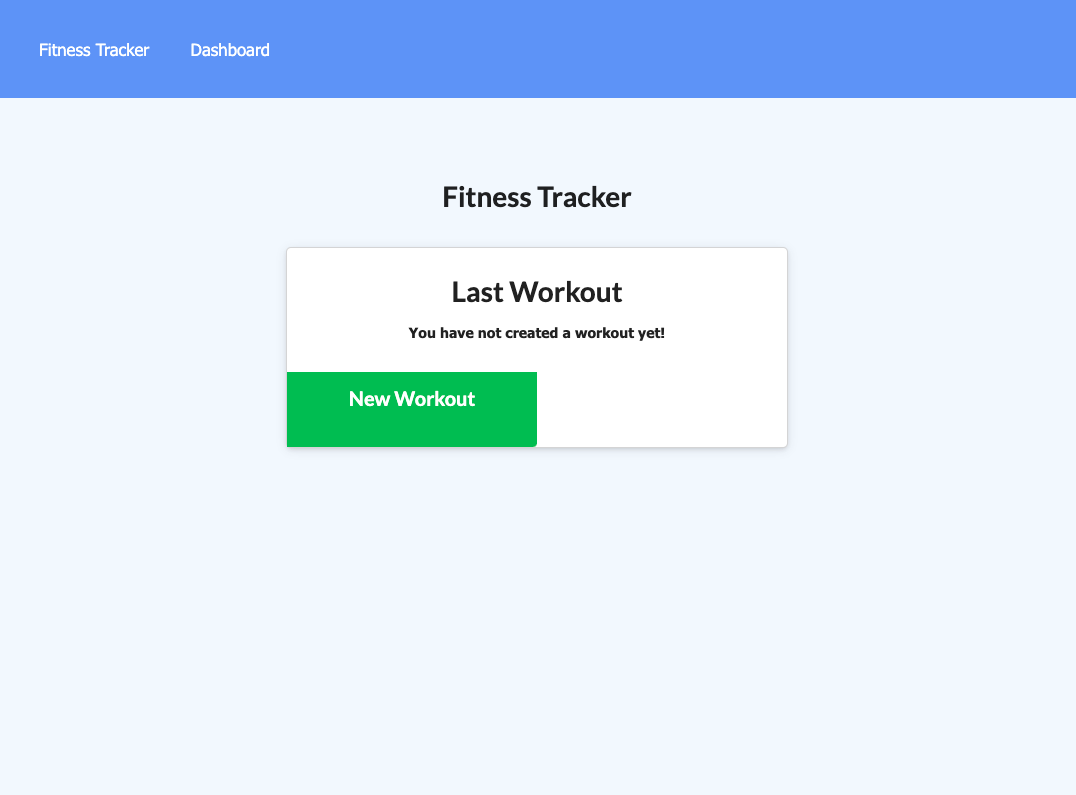 Fitness Tracker Dashboard
Fitness Tracker
Last Workout
You have not created a workout yet!
New Workout